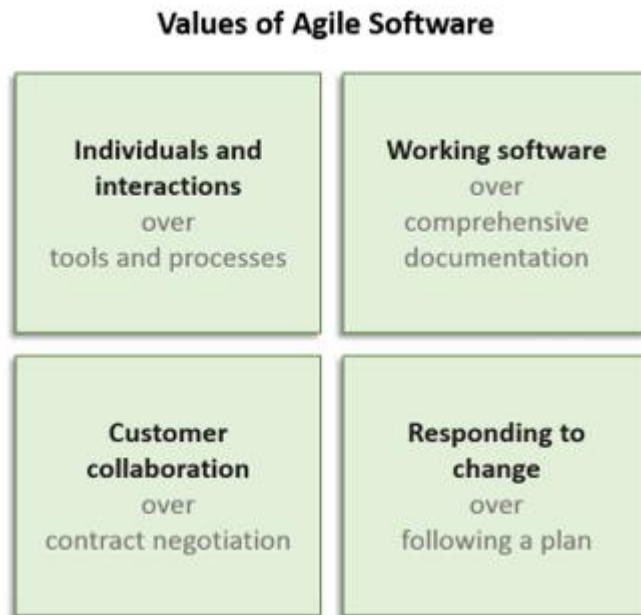 Values of Agile Software
Individuals and
interactions
over
tools and processes
Working software
over
comprehensive
documentation
Customer
collaboration
over
contract negotiation
Responding to
change
over
following a plan